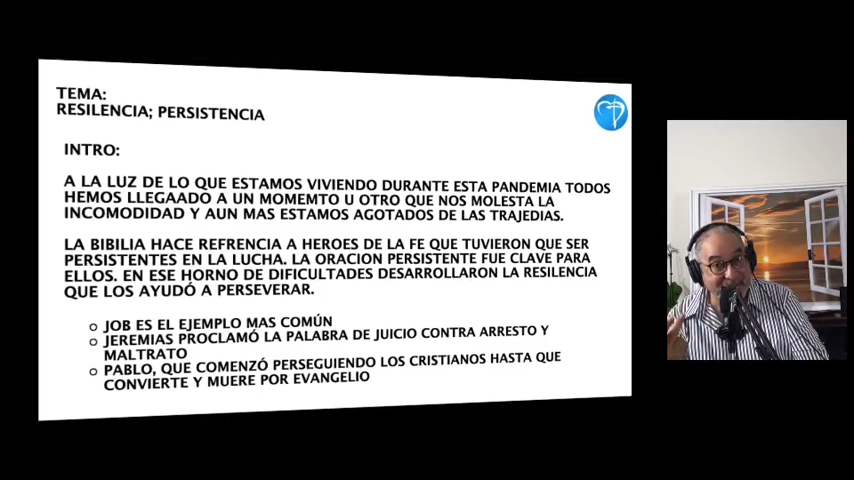 TEMA:
RESILENCIA; PERSISTENCIA
INTRO:
A LA LUZ DE LO QUE ESTAMOS VIVIENDO DURANTE ESTA PANDEMIA TODOS
HEMOS LLEGAADO A UN MOMEMTO U OTRO QUE NOS MOLESTA LA
INCOMODIDAD Y AUN MAS ESTAMOS AGOTADOS DE LAS TRAJEDIAS.
LA BIBILIA HACE REFRENCIA A HEROES DE LA FE QUE TUVIERON QUE SER
PERSISTENTES EN LA LUCHA. LA ORACION PERSISTENTE FUE CLAVE PARA
ELLOS. EN ESE HORNO DE DIFICULTADES DESARROLLARON LA RESILENCIA
QUE LOS AYUDÓ A PERSEVERAR.
○ JOB ES EL EJEMPLO MAS COMÚN
○ JEREMIAS PROCLAMÓ LA PALABRA DE JUICIO CONTRA ARRESTO Y
MALTRATO
○ PABLO, QUE COMENZÓ PERSEGUIENDO LOS CRISTIANOS HASTA QUE
CONVIERTE Y MUERE POR EVANGELIO